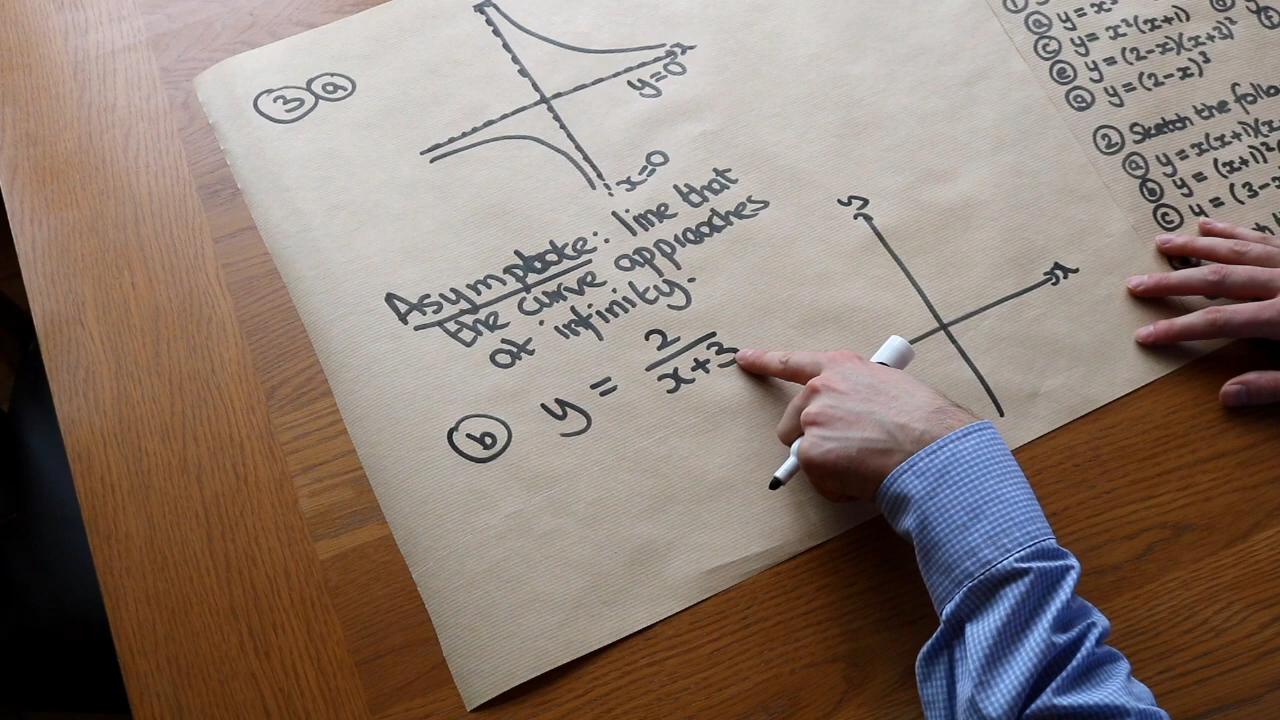 3 a
x
y=0
x=0
Asymptote: line that
the curve approaches
at infinity.
b y = 2/x+3
y
x
a y=x³
c y= x²(x+1)
e y= (2-x)(x+3)²
g y=(2-x)³
2 Sketch the
a y= x(x+1)
b y = (x+1)²
c y = (3-